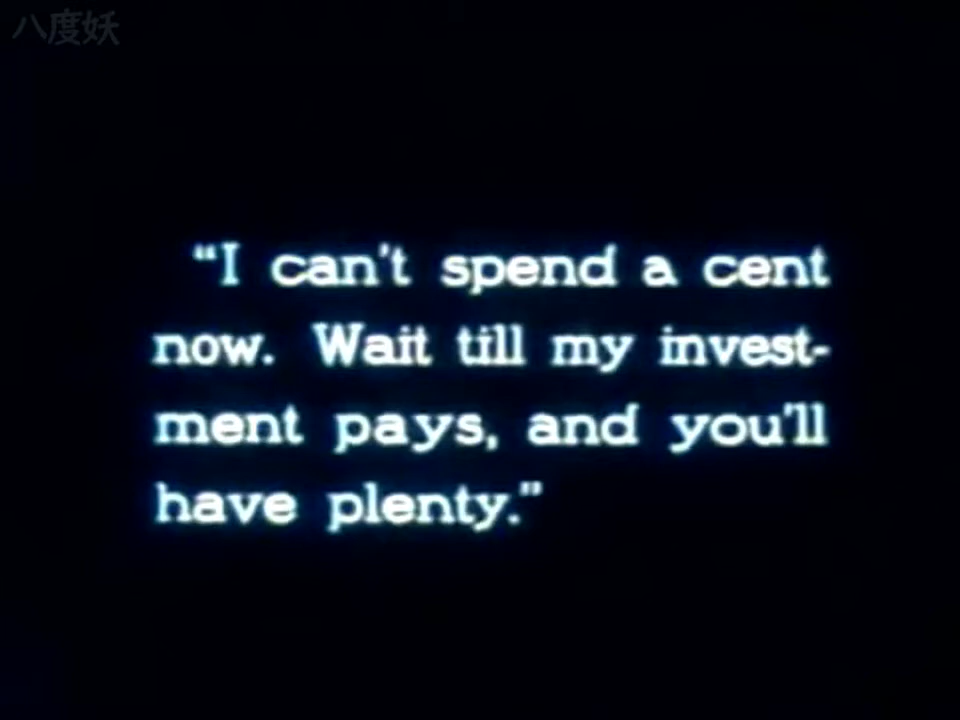 八度妖
“I can't spend a cent
now. Wait till my invest-
ment pays, and you'll
have plenty.”